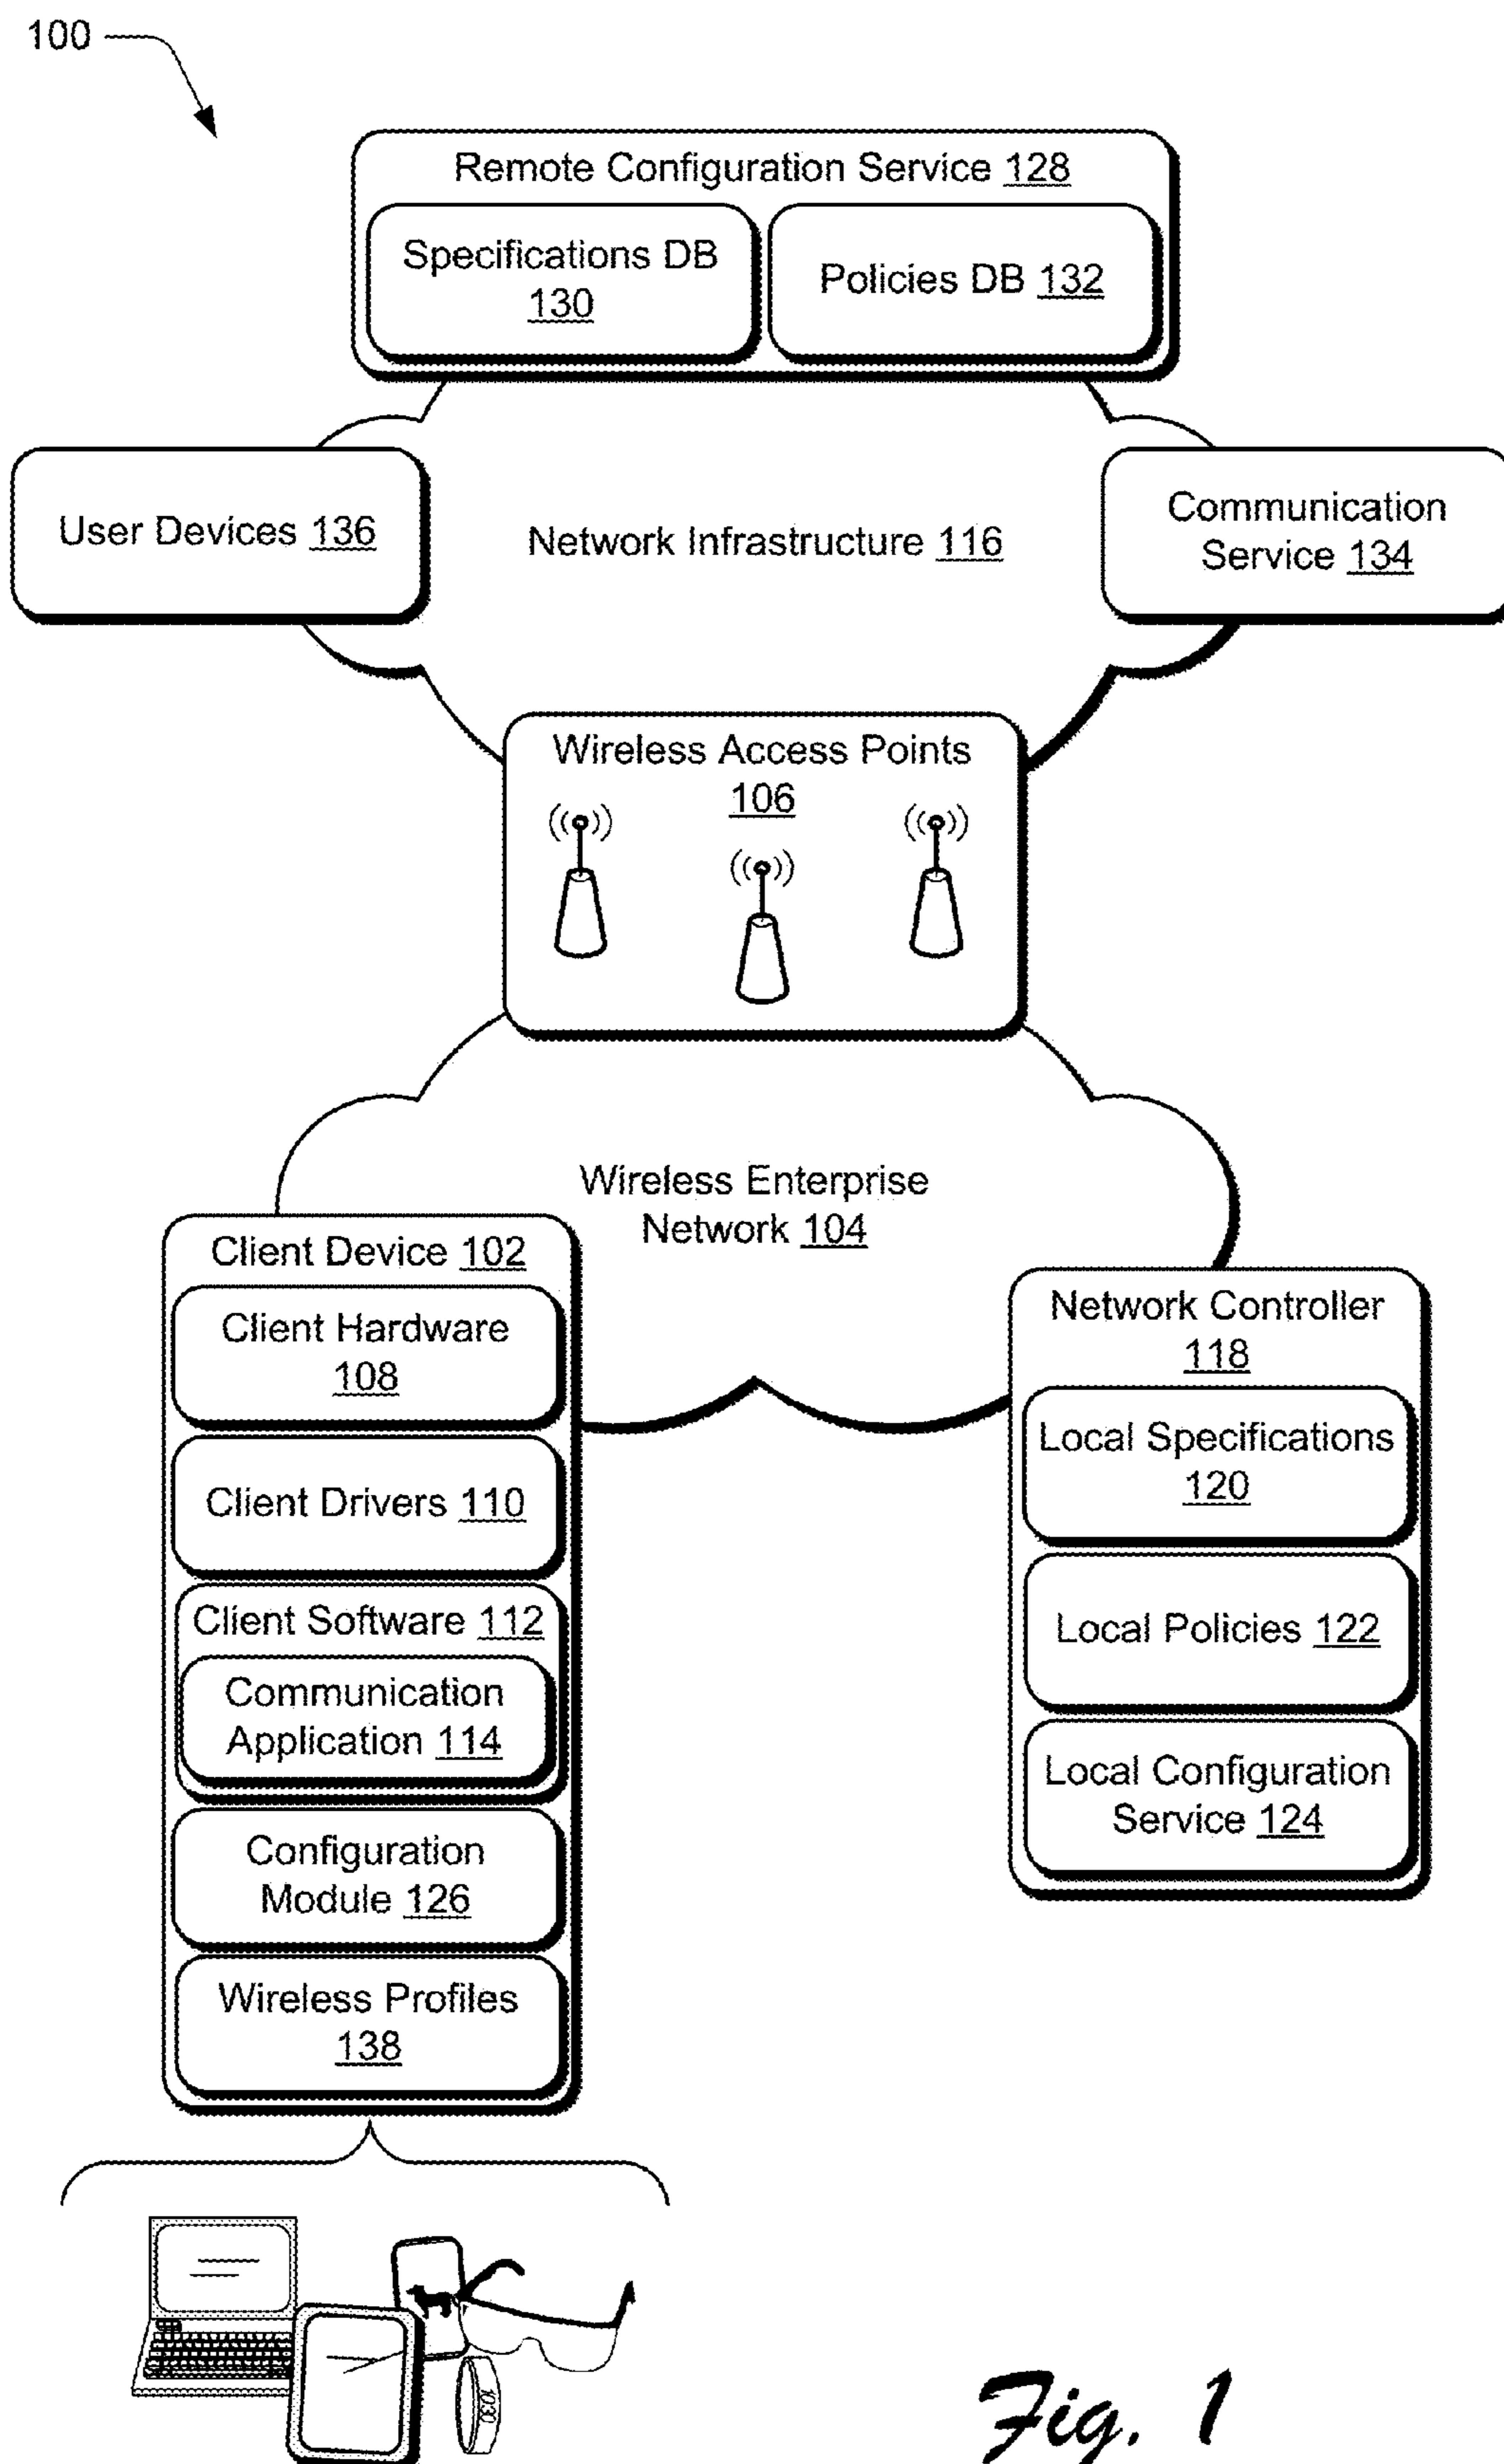 100
Remote Configuration Service 128
Specifications DB
130
Policies DB 132
User Devices 136
Network Infrastructure 116
Communication
Service 134
Wireless Access Points
106
Wireless Enterprise
Network 104
Client Device 102
Client Hardware
108
Client Drivers 110
Client Software 112
Communication
Application 114
Configuration
Module 126
Wireless Profiles
138
Network Controller
118
Local Specifications
120
Local Policies 122
Local Configuration
Service 124
Fig. 1